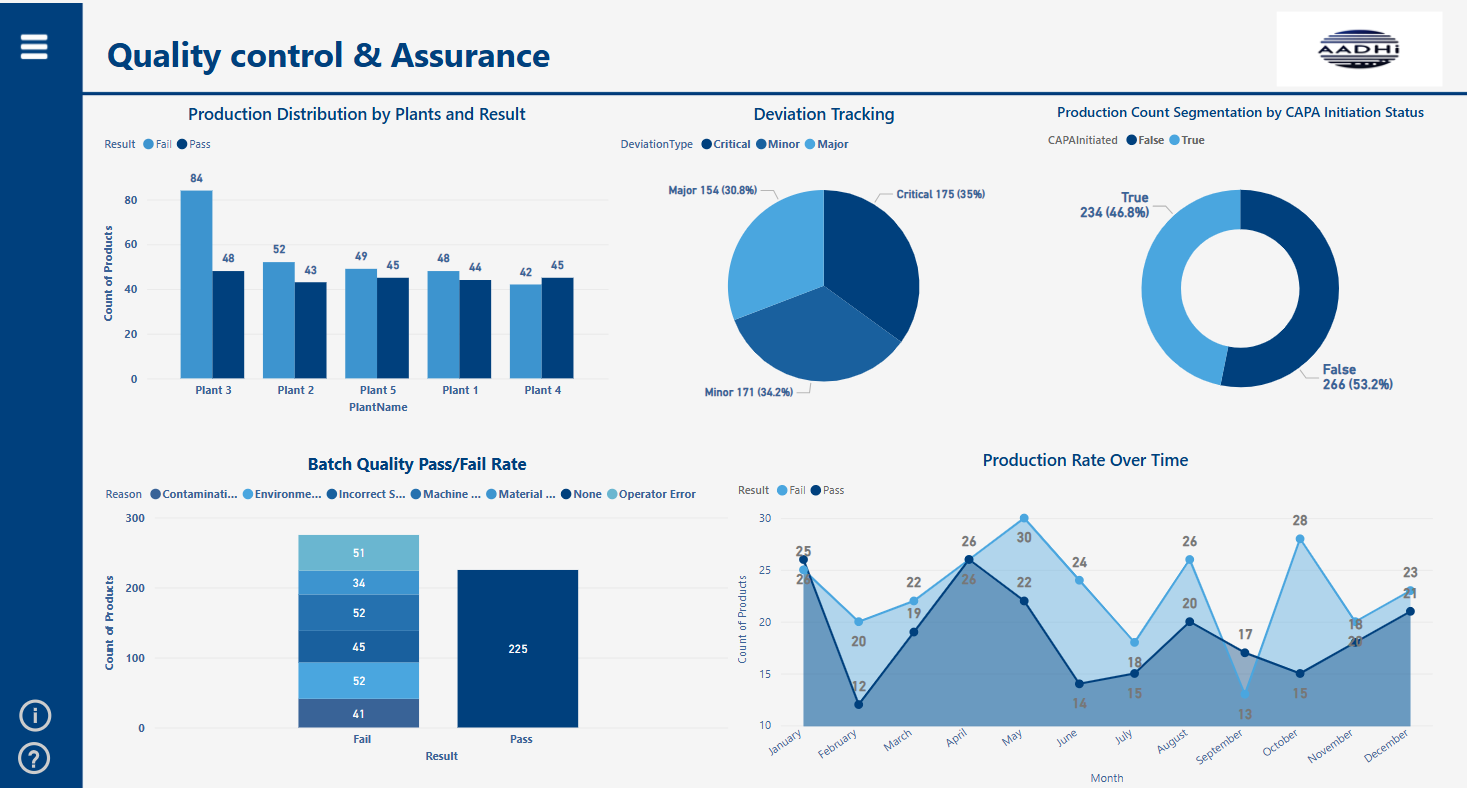 Quality control & Assurance
AADHi
Production Distribution by Plants and Result
Result Fail Pass
Count of Products
80
60
40
20
0
84
48
52
43
49
45
48
44
42
45
Plant 3
Plant 2
Plant 5
Plant 1
Plant 4
PlantName
Deviation Tracking
DeviationType Critical Minor Major
Major 154 (30.8%)
Critical 175 (35%)
Minor 171 (34.2%)
Production Count Segmentation by CAPA Initiation Status
CAPAInitiated False True
True
234 (46.8%)
False
266 (53.2%)
Batch Quality Pass/Fail Rate
Reason Contaminati... Environme... Incorrect S... Machine ... Material ... None Operator Error
Count of Products
300
200
100
0
51
34
52
45
52
41
225
Fail
Pass
Result
Production Rate Over Time
Result Fail Pass
Count of Products
30
25
20
15
10
25
26
20
12
22
19
26
26
30
22
24
14
18
15
26
20
17
13
28
15
18
20
23
21
January
February
March
April
May
June
July
August
September
October
November
December
Month
i
?